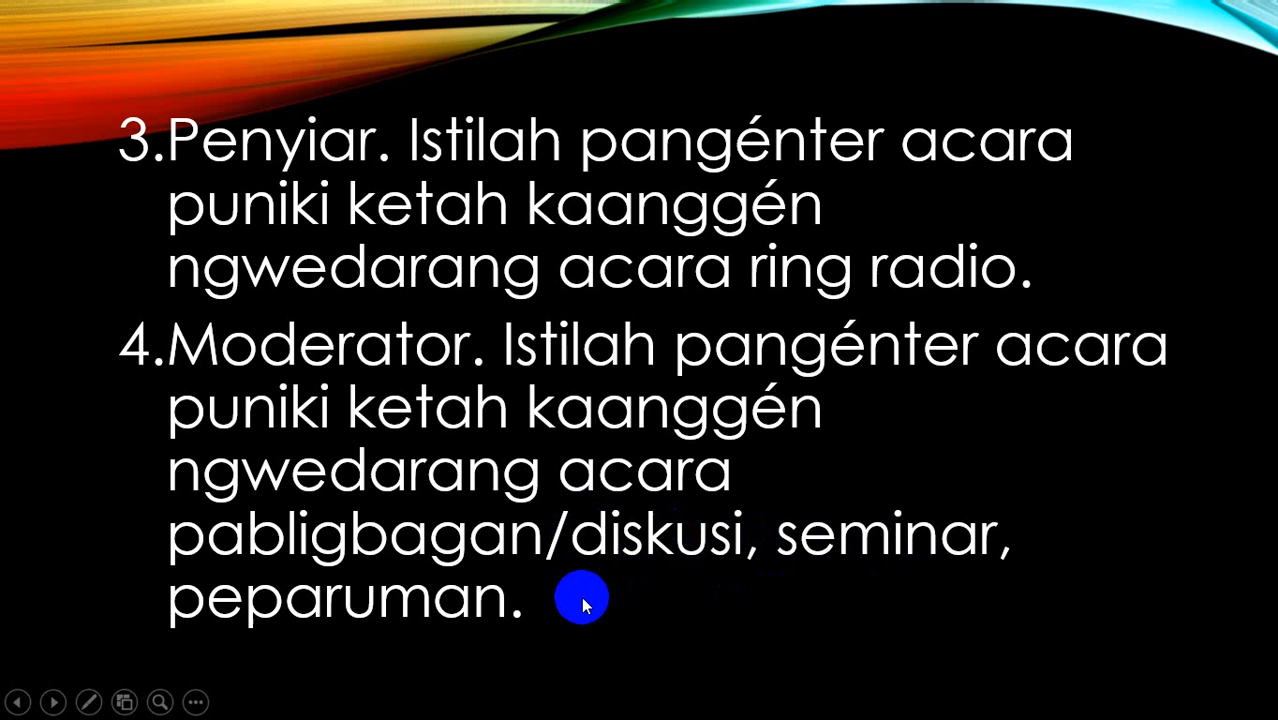 3.Penyiar. Istilah pangénter acara
puniki ketah kaanggén
ngwedarang acara ring radio.
4.Moderator. Istilah pangénter acara
puniki ketah kaanggén
ngwedarang acara
pabligbagan/diskusi, seminar,
peparuman.